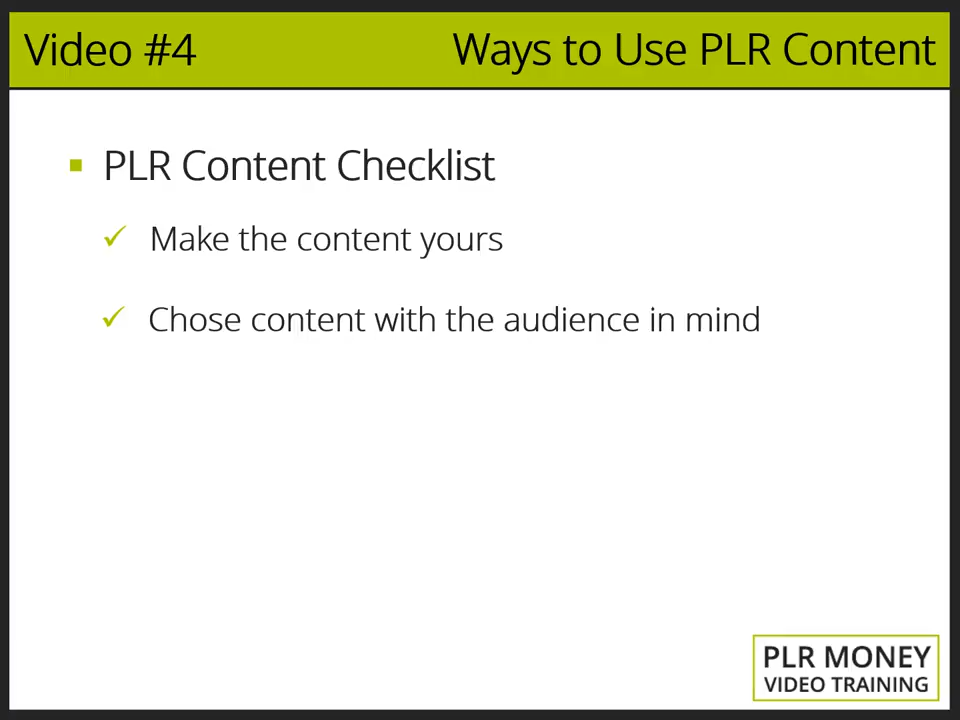 Video #4
Ways to Use PLR Content
PLR Content Checklist
Make the content yours
Chose content with the audience in mind
PLR MONEY
VIDEO TRAINING